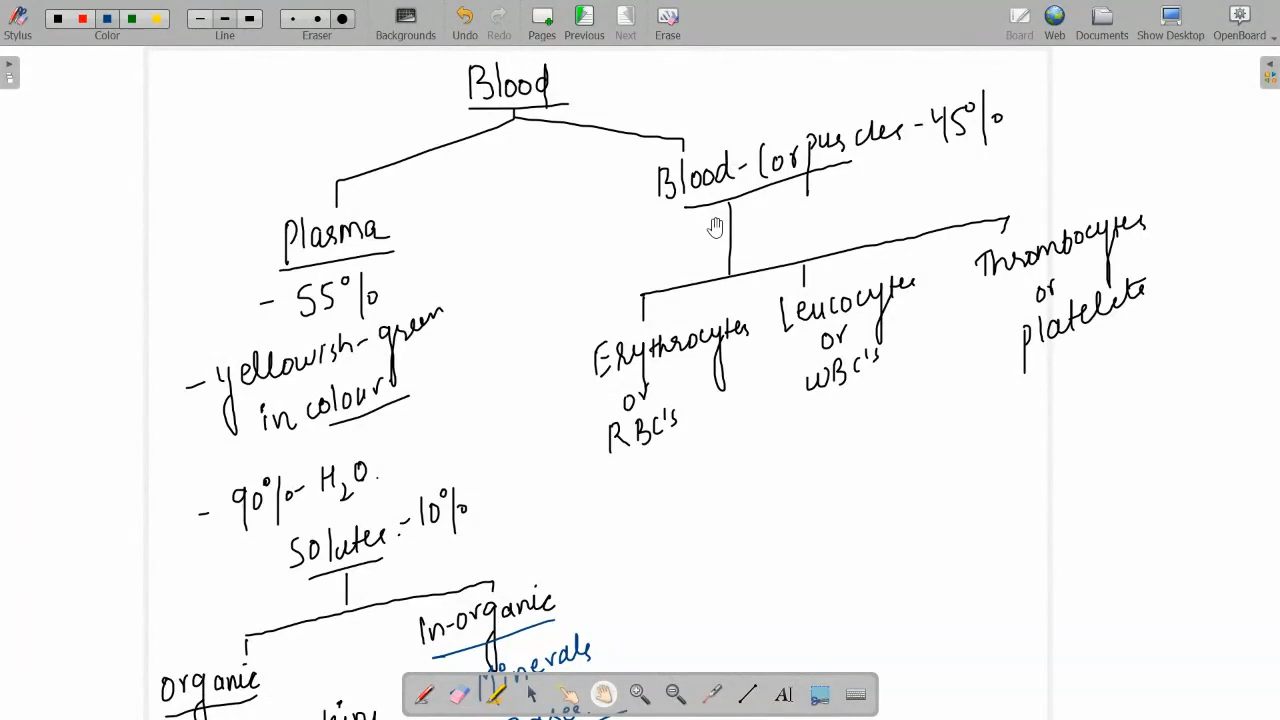 Stylus
Color
Line
Eraser
Backgrounds
Undo
Redo
Pages
Previous
Next
Erase
Board
Web
Documents
Show Desktop
OpenBoard
Blood
Blood-Corpuscles-45%
Plasma
- 55%
- yellowish-green
in colour
- 90%- H2O.
Solutes:-10%
Organic
In-organic
Minerals
Erythrocytes
or
RBC's
Leucocytes
or
WBC's
Thrombocytes
or
platelets